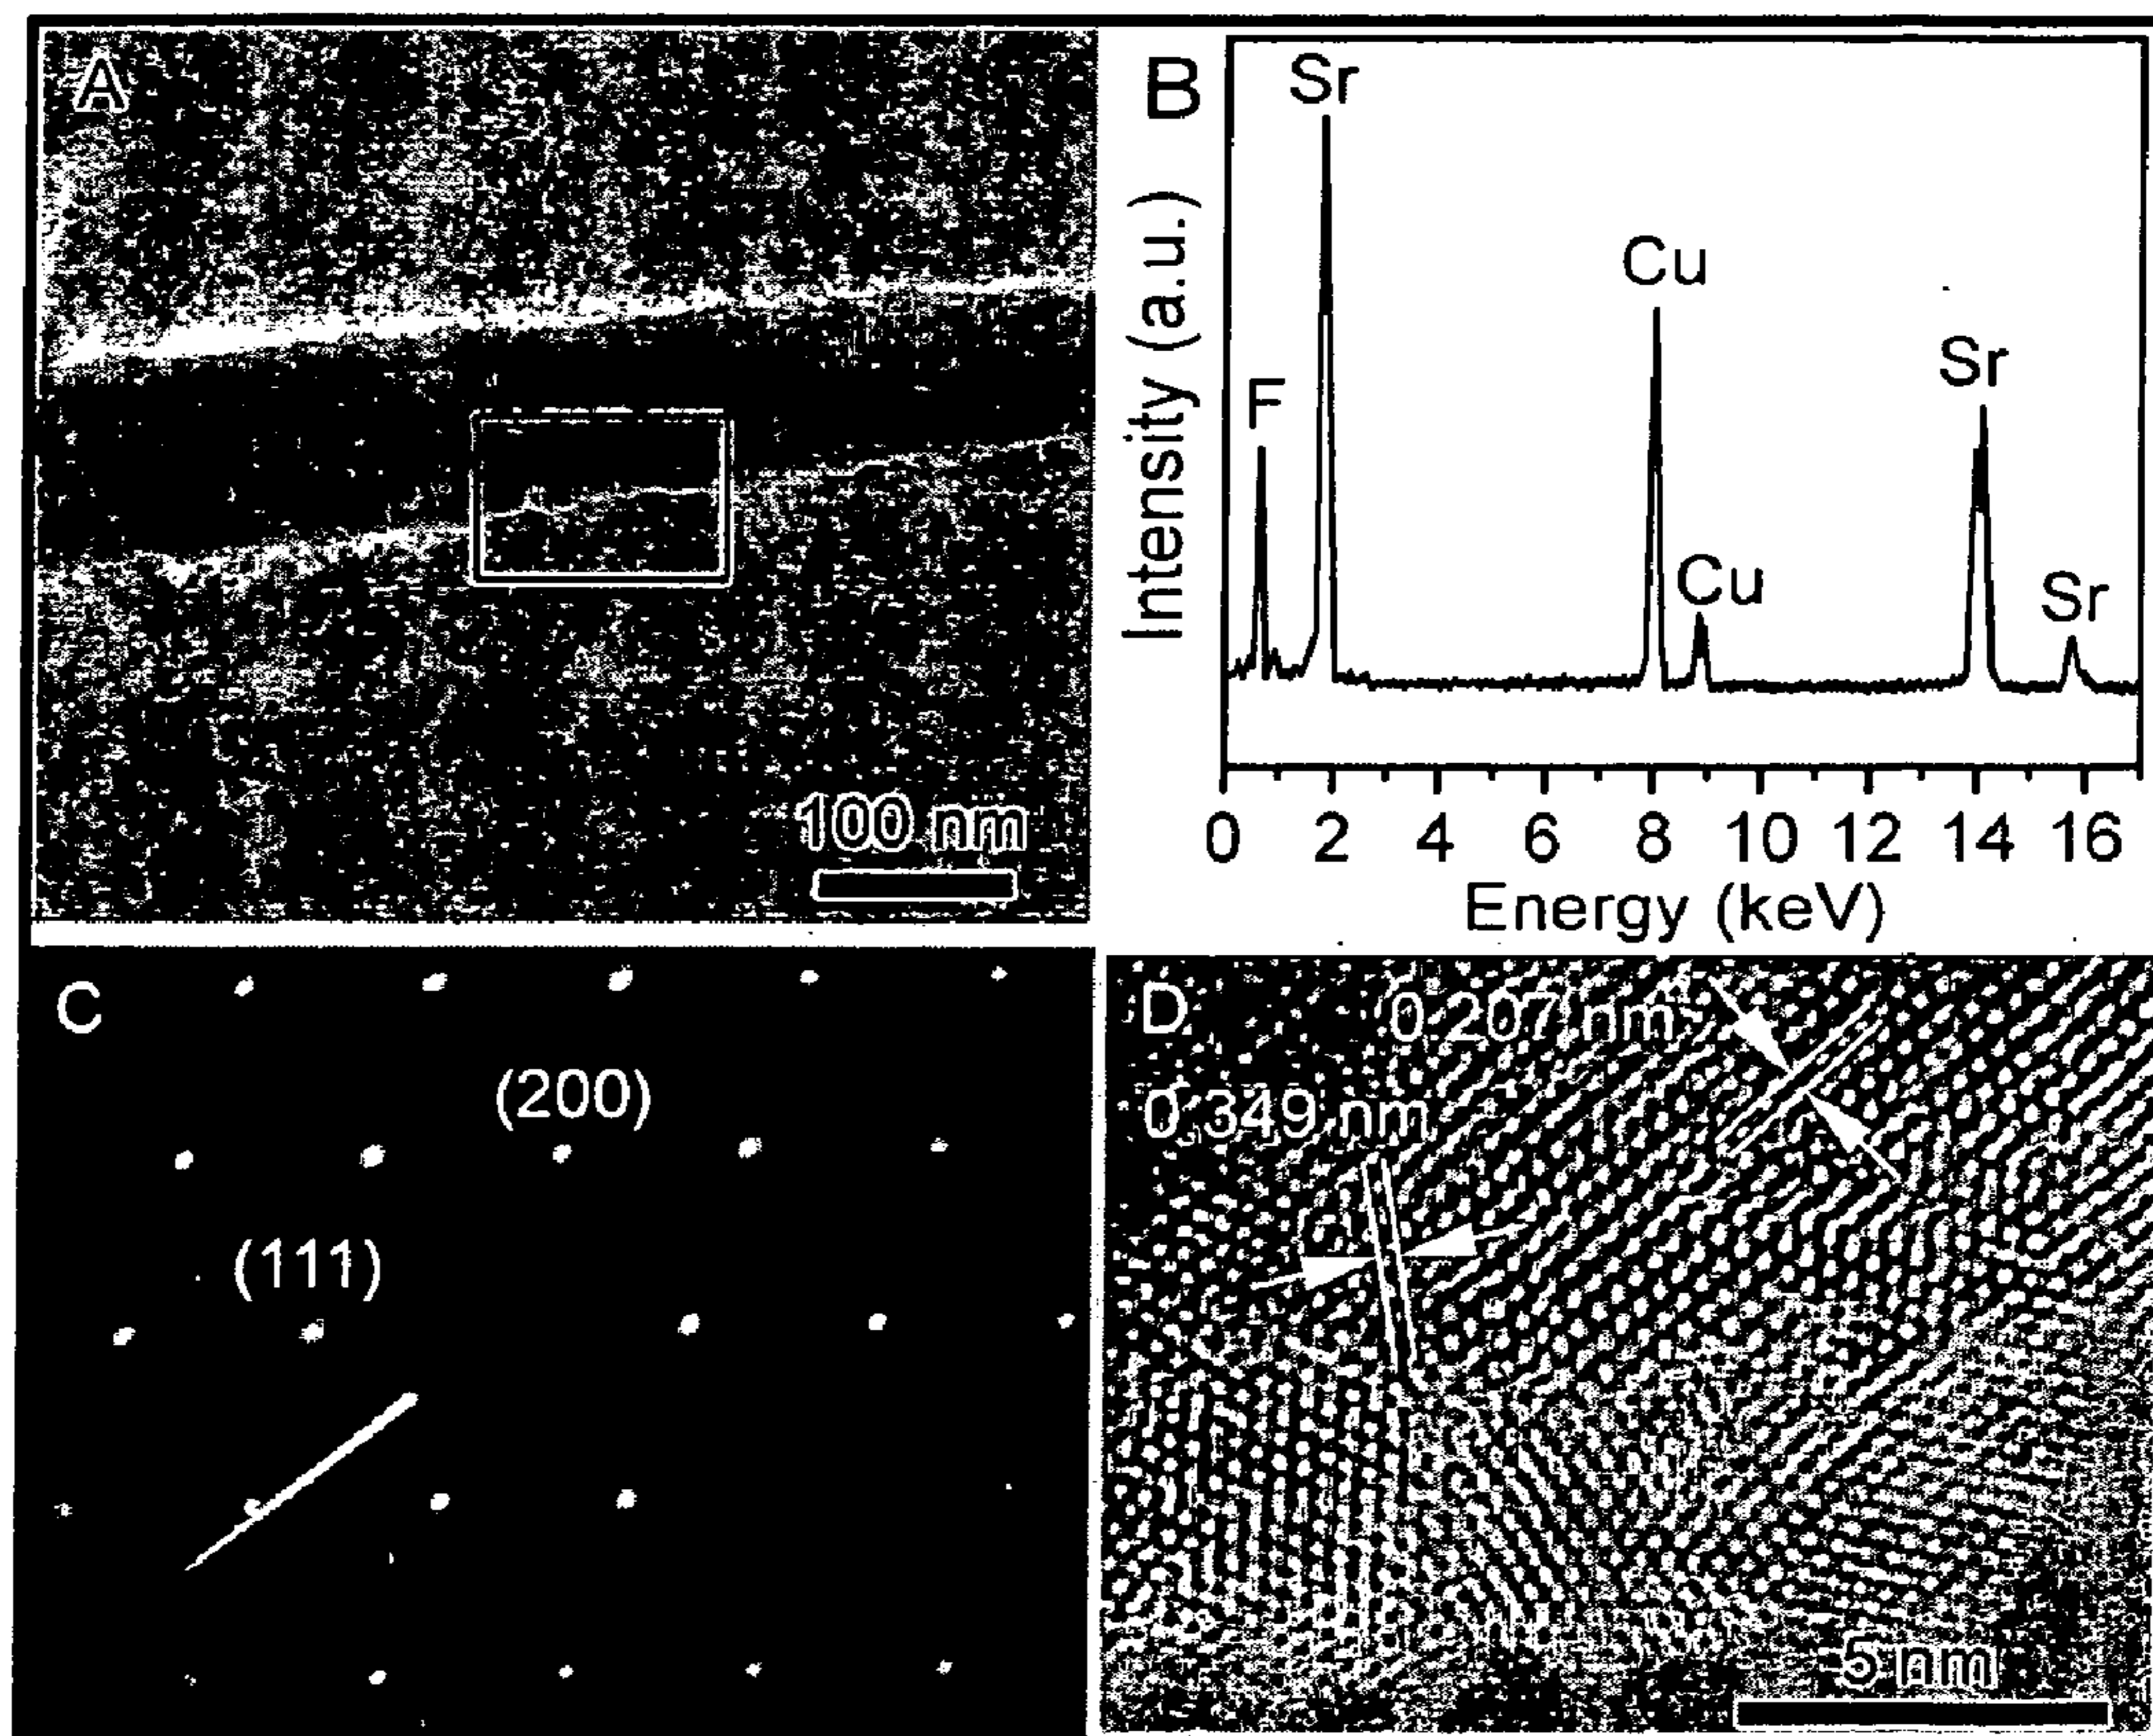 A
100 nm
B
Sr
F
Cu
Cu
Sr
Sr
Intensity (a.u.)
0 2 4 6 8 10 12 14 16
Energy (keV)
C
(200)
(111)
D
0.207 nm
0.349 nm
5 nm